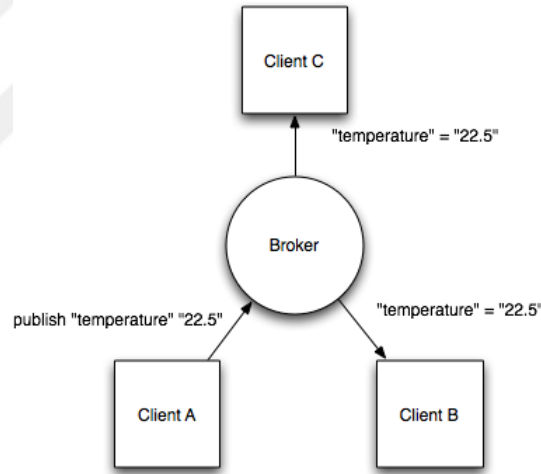 Client C
"temperature" = "22.5"
Broker
publish "temperature" "22.5"
"temperature" = "22.5"
Client A
Client B